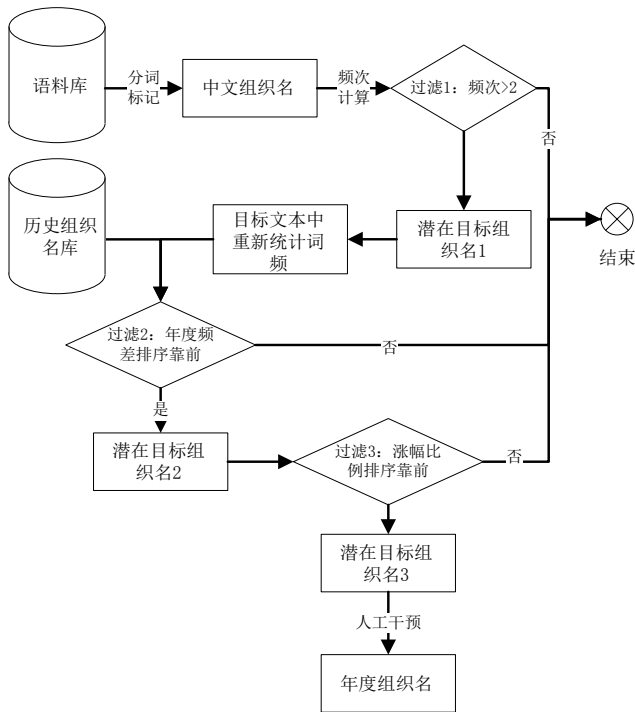 语料库
分词
标记
中文组织名
频次
计算
过滤1：频次>2
否
历史组织
名库
目标文本中
重新统计词
频
潜在目标组
织名1
结束
过滤2：年度频
差排序靠前
否
是
潜在目标组
织名2
过滤3：涨幅比
例排序靠前
否
潜在目标组
织名3
人工干预
年度组织名